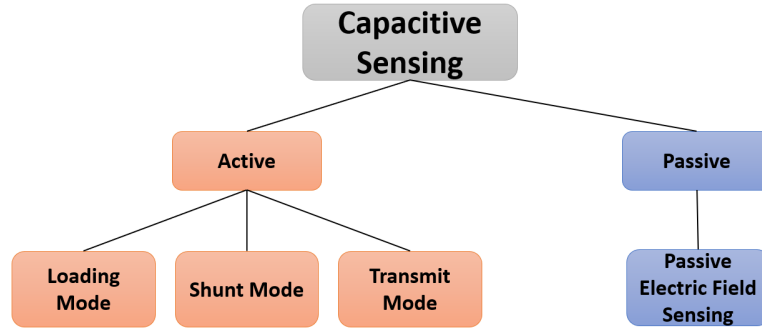 Capacitive
Sensing
Active
Passive
Loading
Mode
Shunt Mode
Transmit
Mode
Passive
Electric Field
Sensing